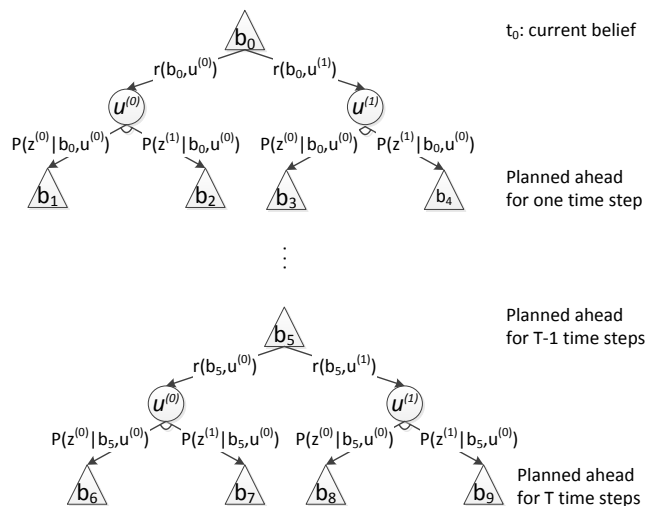 b₀
t₀: current belief
r(b₀,u⁽⁰⁾) r(b₀,u⁽¹⁾)
u⁽⁰⁾ u⁽¹⁾
P(z⁽⁰⁾|b₀,u⁽⁰⁾) P(z⁽¹⁾|b₀,u⁽⁰⁾) P(z⁽⁰⁾|b₀,u⁽⁰⁾) P(z⁽¹⁾|b₀,u⁽⁰⁾)
b₁ b₂ b₃ b₄
Planned ahead
for one time step
⋮
b₅
Planned ahead
for T-1 time steps
r(b₅,u⁽⁰⁾) r(b₅,u⁽¹⁾)
u⁽⁰⁾ u⁽¹⁾
P(z⁽⁰⁾|b₅,u⁽⁰⁾) P(z⁽¹⁾|b₅,u⁽⁰⁾) P(z⁽⁰⁾|b₅,u⁽⁰⁾) P(z⁽¹⁾|b₅,u⁽⁰⁾)
b₆ b₇ b₈ b₉
Planned ahead
for T time steps